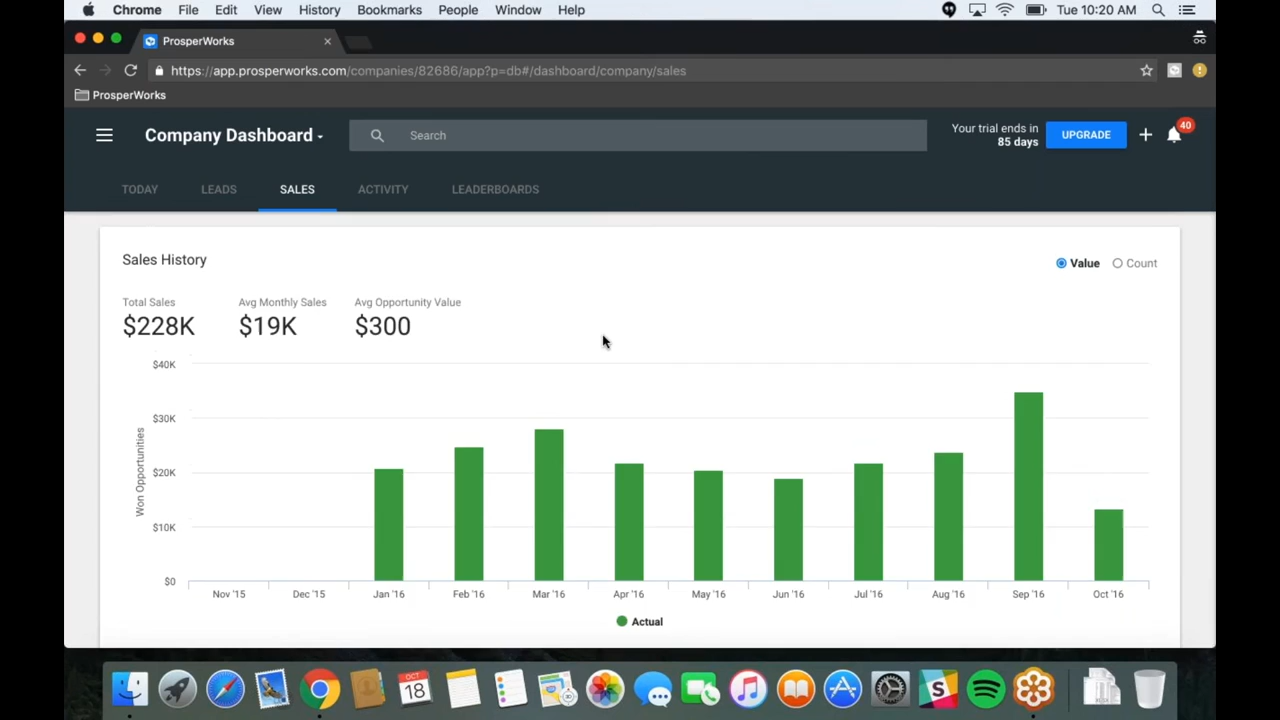 Chrome File Edit View History Bookmarks People Window Help Tue 10:20 AM
ProsperWorks
https://app.prosperworks.com/companies/82686/app?p=db#/dashboard/company/sales
ProsperWorks
Company Dashboard
Search
Your trial ends in
85 days
UPGRADE
40
TODAY LEADS SALES ACTIVITY LEADERBOARDS
Sales History
Value Count
Total Sales Avg Monthly Sales Avg Opportunity Value
$228K $19K $300
$40K
$30K
$20K
$10K
$0
Won Opportunities
Nov '15 Dec '15 Jan '16 Feb '16 Mar '16 Apr '16 May '16 Jun '16 Jul '16 Aug '16 Sep '16 Oct '16
Actual
OCT
18